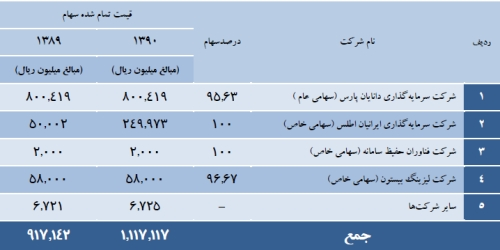 ردیف نام شرکت درصدسهام قیمت تمام شده سهام
۱۳۹۰ ۱۳۸۹
(مبالغ میلیون ریال) (مبالغ میلیون ریال)
۱ شرکت سرمایه‌گذاری دانایان پارس (سهامی عام ) ۹۵,۶۳ ۸۰۰,۴۱۹ ۸۰۰,۴۱۹
۲ شرکت سرمایه‌گذاری ایرانیان اطلس (سهامی خاص) ۱۰۰ ۲۴۹,۹۷۳ ۵۰,۰۰۲
۳ شرکت فناوران حفیظ سامانه (سهامی خاص) ۱۰۰ ۲,۰۰۰ ۲,۰۰۰
۴ شرکت لیزینگ بیستون (سهامی خاص) ۹۶,۶۷ ۵۸,۰۰۰ ۵۸,۰۰۰
۵ سایر شرکت‌ها – ۶,۷۲۵ ۶,۷۲۱
جمع ۱,۱۱۷,۱۱۷ ۹۱۷,۱۴۲